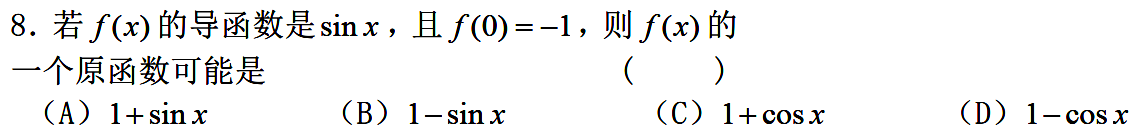 8. 若 f(x) 的导函数是 sin x，且 f(0) = −1，则 f(x) 的
一个原函数可能是 （ ）
（A）1+sin x （B）1−sin x （C）1+cos x （D）1−cos x